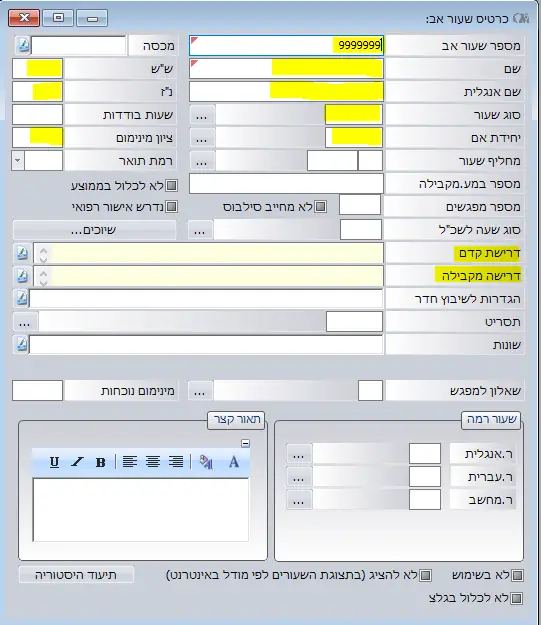 כרטיס שעור אב:
מספר שעור אב 9999999 מכסה
שם ש"ש
שם אנגלית נ"ז
סוג שעור ... שעות בודדות
יחידת אם ... ציון מינימום
מחליף שעור ... רמת תואר
מספר במע.מקבילה לא לכלול בממוצע
מספר מפגשים לא מחייב סילבוס נדרש אישור רפואי
סוג שעה לשכ"ל ... שיוכים...
דרישת קדם
דרישה מקבילה
הגדרות לשיבוץ חדר
תסריט ...
שונות
שאלון למפגש ... מינימום נוכחות
שעור רמה תאור קצר
ר.אנגלית ...
ר.עברית ...
ר.מחשב ...
U I B A
לא בשימוש לא להציג (בתצוגת השעורים לפי מודל באינטרנט) תיעוד היסטוריה
לא לכלול בגלצ